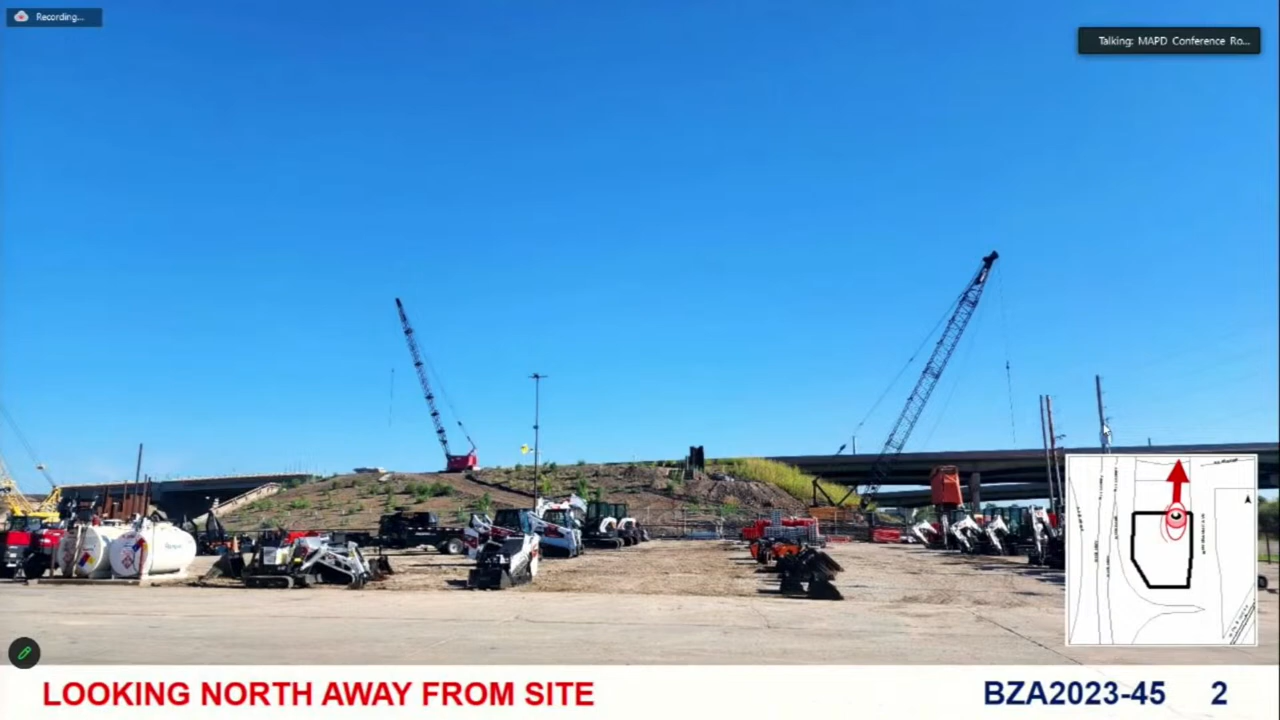 Recording...
Talking: MAPD Conference Ro...
LOOKING NORTH AWAY FROM SITE
BZA2023-45 2